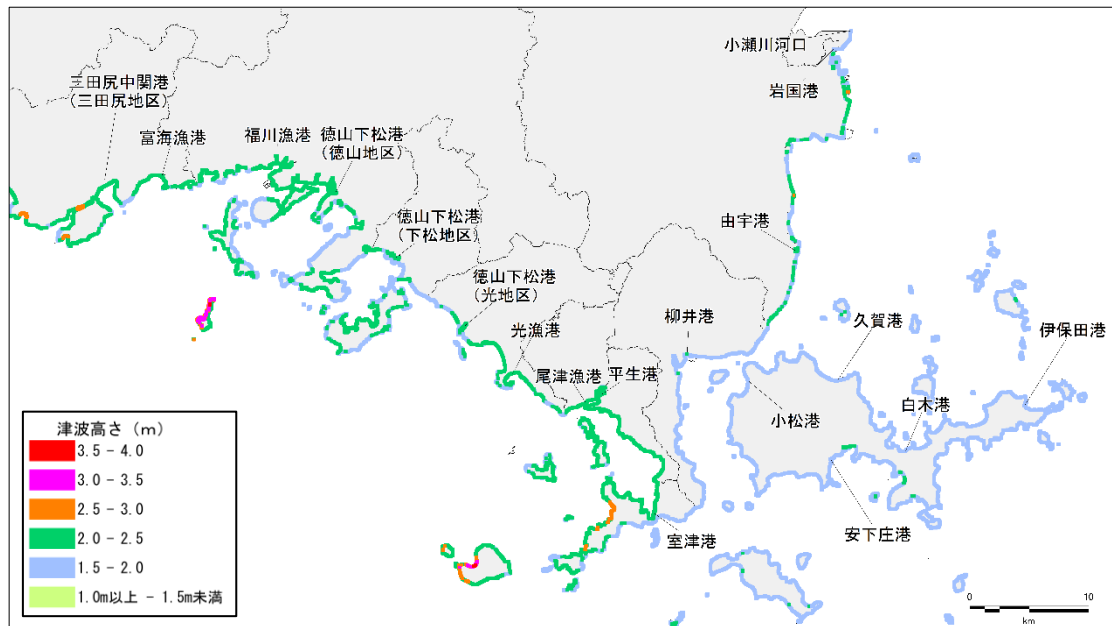 小瀬川河口
三田尻中関港
(三田尻地区)
岩国港
富海漁港
福川漁港
徳山下松港
(徳山地区)
徳山下松港
(下松地区)
由宇港
徳山下松港
(光地区)
光漁港
柳井港
久賀港
伊保田港
尾津漁港
平生港
小松港
白木港
室津港
安下庄港
津波高さ (m)
3.5 - 4.0
3.0 - 3.5
2.5 - 3.0
2.0 - 2.5
1.5 - 2.0
1.0m以上 - 1.5m未満
0 10
km